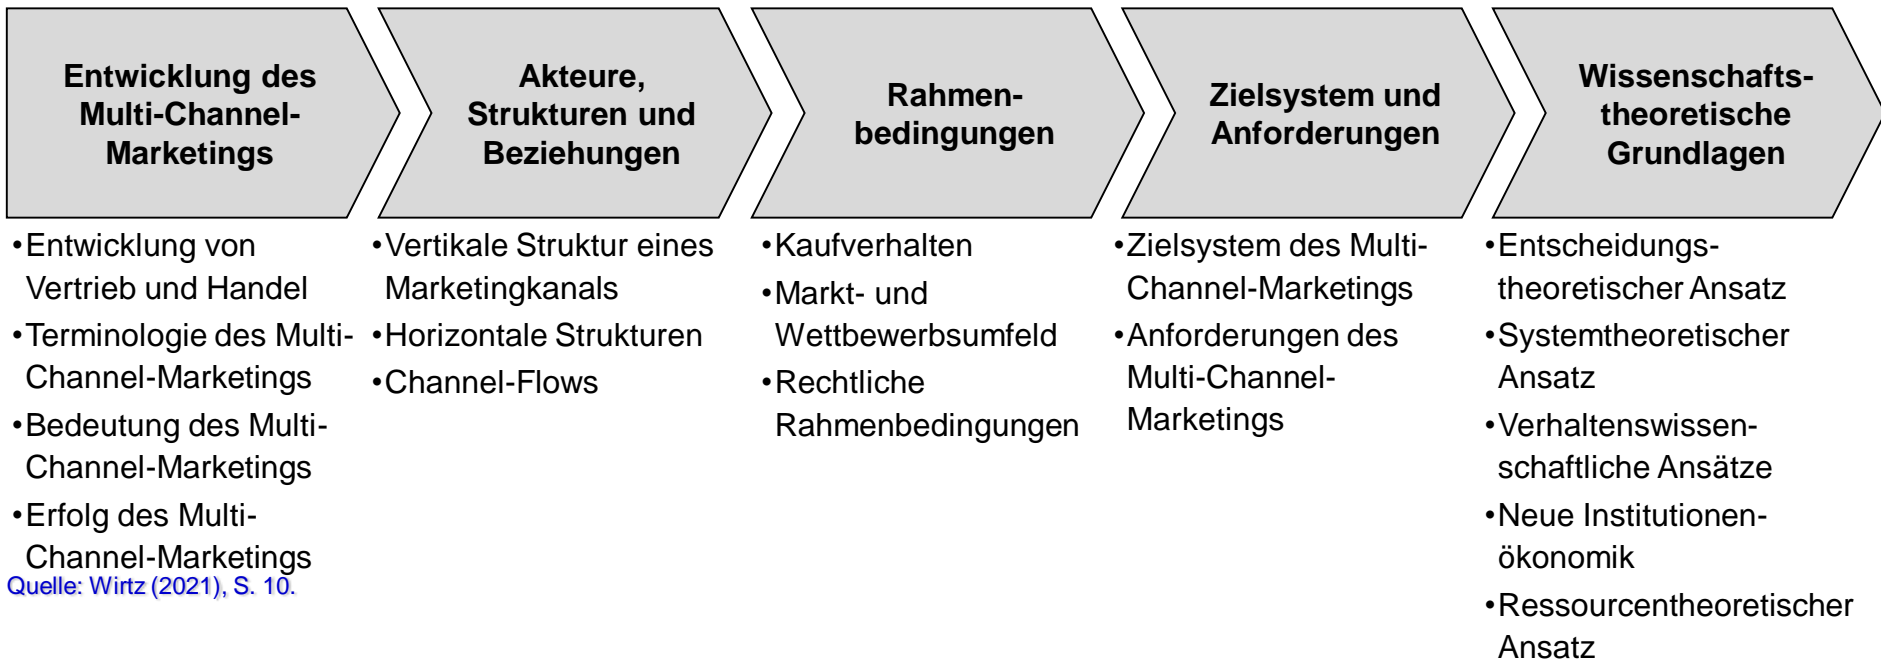 Entwicklung des
Multi-Channel-
Marketings
Akteure,
Strukturen und
Beziehungen
Rahmen-
bedingungen
Zielsystem und
Anforderungen
Wissenschafts-
theoretische
Grundlagen
•Entwicklung von
Vertrieb und Handel
•Terminologie des Multi-
Channel-Marketings
•Bedeutung des Multi-
Channel-Marketings
•Erfolg des Multi-
Channel-Marketings
•Vertikale Struktur eines
Marketingkanals
•Horizontale Strukturen
•Channel-Flows
•Kaufverhalten
•Markt- und
Wettbewerbsumfeld
•Rechtliche
Rahmenbedingungen
•Zielsystem des Multi-
Channel-Marketings
•Anforderungen des
Multi-Channel-
Marketings
•Entscheidungs-
theoretischer Ansatz
•Systemtheoretischer
Ansatz
•Verhaltenswissen-
schaftliche Ansätze
•Neue Institutionen-
ökonomik
•Ressourcentheoretischer
Ansatz
Quelle: Wirtz (2021), S. 10.